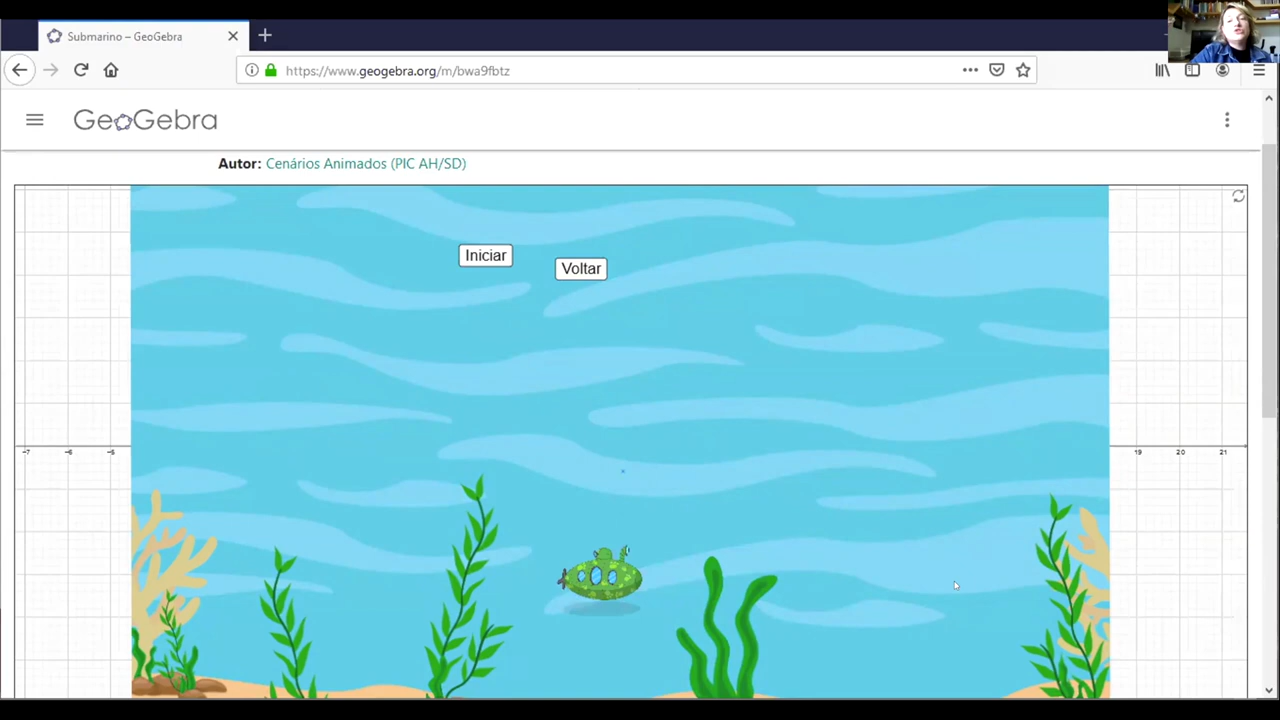 Submarino – GeoGebra
https://www.geogebra.org/m/bwa9fbtz
GeoGebra
Autor: Cenários Animados (PIC AH/SD)
Iniciar
Voltar
-7 -6 -5 19 20 21